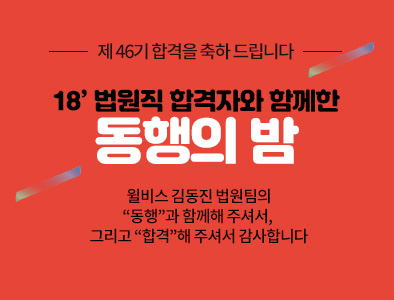 제 46기 합격을 축하 드립니다
18’ 법원직 합격자와 함께한
동행의 밤
윌비스 김동진 법원팀의
“동행”과 함께해 주셔서,
그리고 “합격”해 주셔서 감사합니다